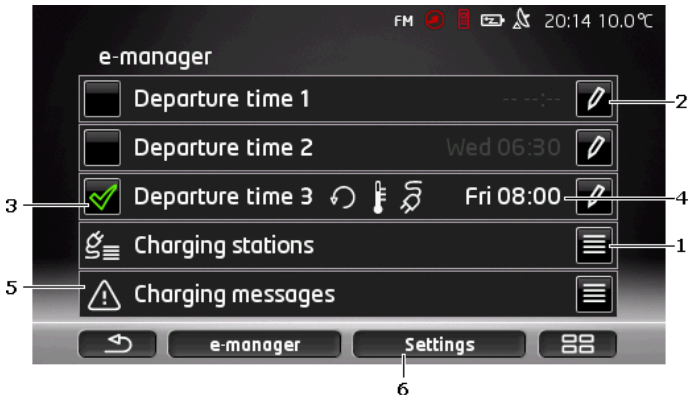 FM 20:14 10.0°C
e-manager
Departure time 1 -- --:-- 2
Departure time 2 Wed 06:30
3 Departure time 3 Fri 08:00 4
Charging stations 1
5 Charging messages
e-manager Settings
6